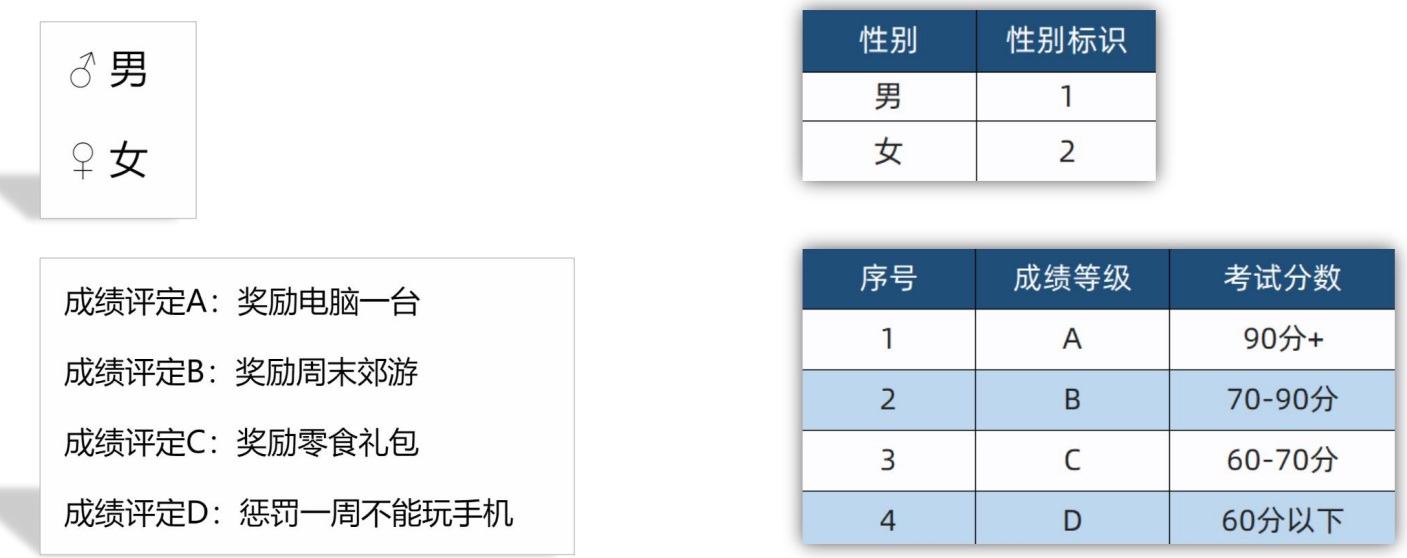 ♂ 男
♀ 女
性别 性别标识
男 1
女 2
成绩评定A：奖励电脑一台
成绩评定B：奖励周末郊游
成绩评定C：奖励零食礼包
成绩评定D：惩罚一周不能玩手机
序号 成绩等级 考试分数
1 A 90分+
2 B 70-90分
3 C 60-70分
4 D 60分以下